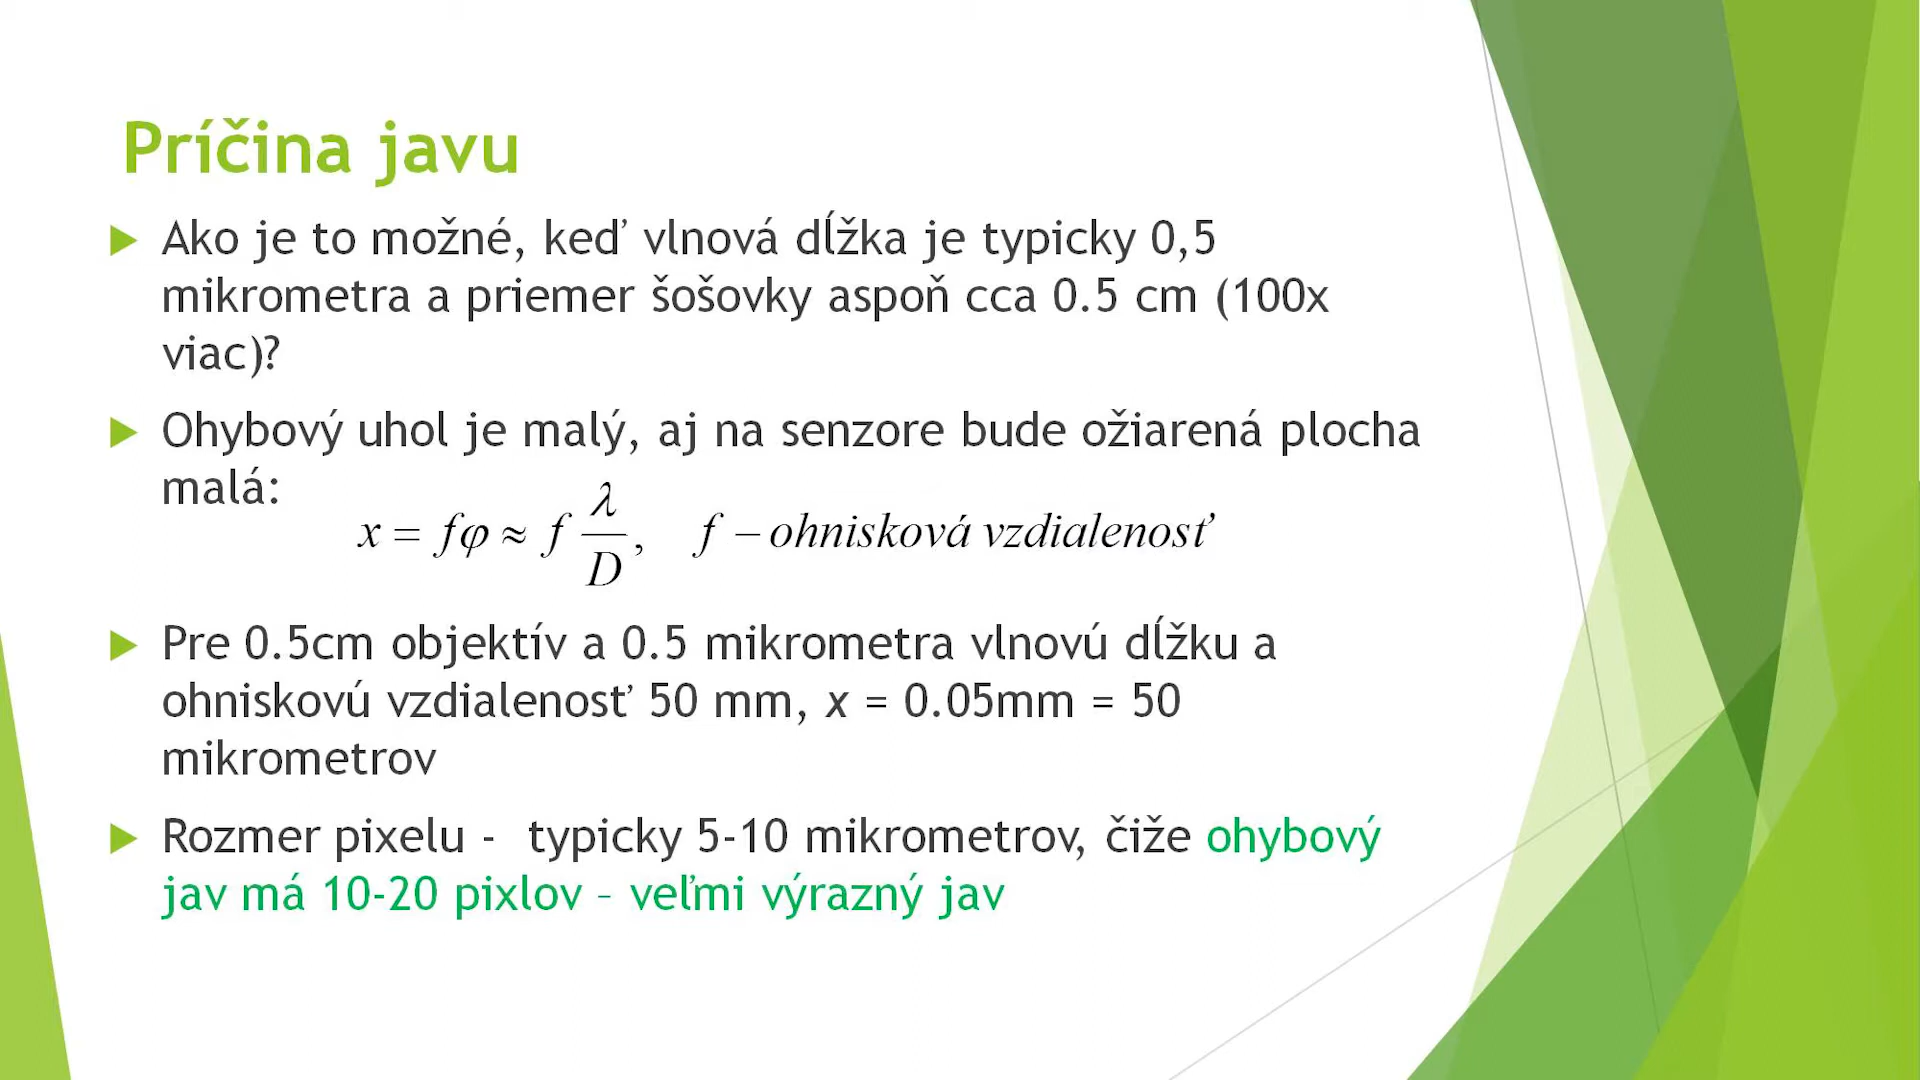 Príčina javu
Ako je to možné, keď vlnová dĺžka je typicky 0,5
mikrometra a priemer šošovky aspoň cca 0.5 cm (100x
viac)?
Ohybový uhol je malý, aj na senzore bude ožiarená plocha
malá:
x = fφ ≈ f λ/D, f – ohnisková vzdialenosť
Pre 0.5cm objektív a 0.5 mikrometra vlnovú dĺžku a
ohniskovú vzdialenosť 50 mm, x = 0.05mm = 50
mikrometrov
Rozmer pixelu - typicky 5-10 mikrometrov, čiže ohybový
jav má 10-20 pixlov – veľmi výrazný jav